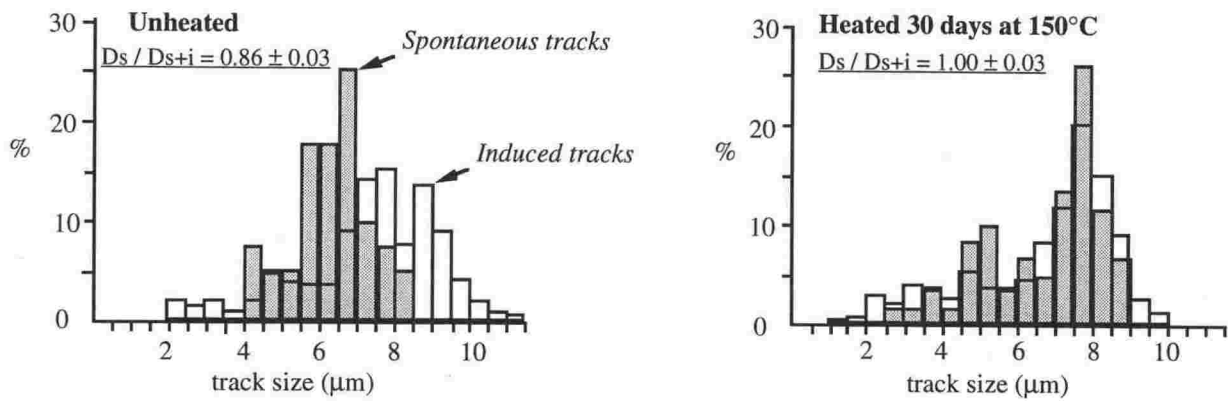 Unheated
Ds / Ds+i = 0.86 ± 0.03
Spontaneous tracks
Induced tracks
30
20
%
10
0
2 4 6 8 10
track size (µm)
Heated 30 days at 150°C
Ds / Ds+i = 1.00 ± 0.03
30
20
%
10
0
2 4 6 8 10
track size (µm)